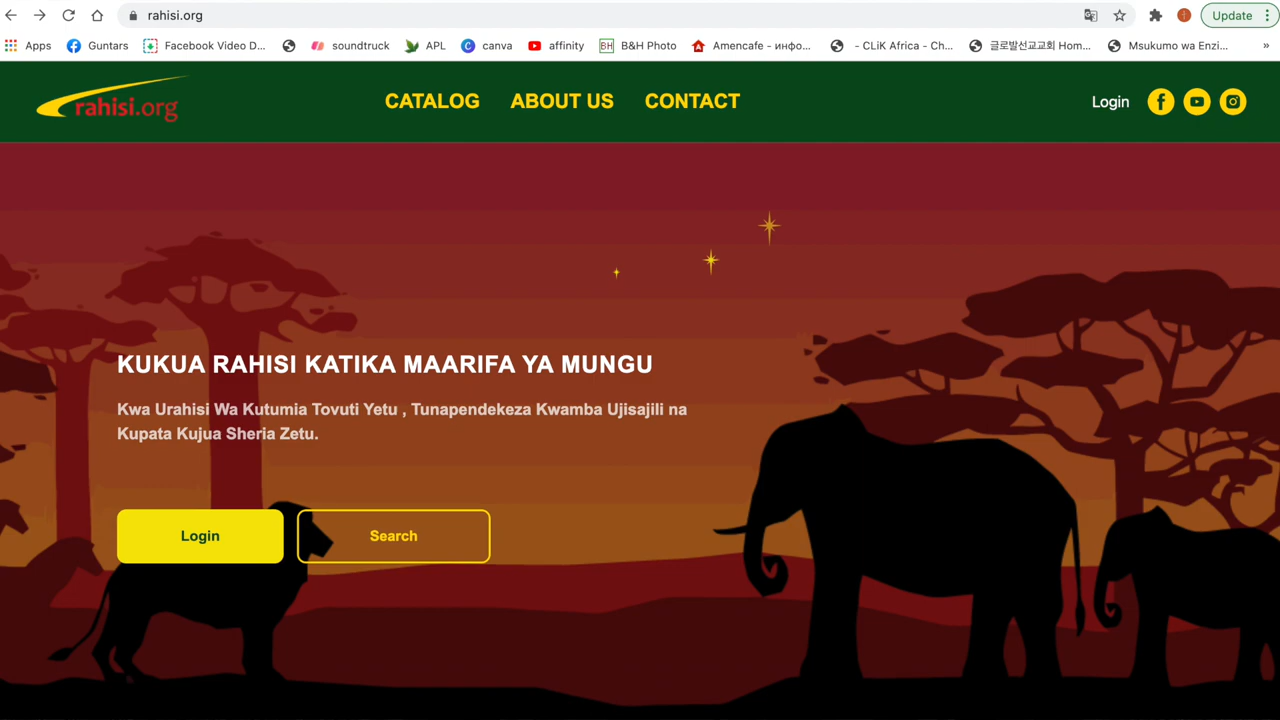 rahisi.org
Update
Apps
Guntars
Facebook Video D...
soundtruck
APL
canva
affinity
B&H Photo
Amencafe - инфо...
- CLiK Africa - Ch...
글로발선교교회 Hom...
Msukumo wa Enzi...
»
rahisi.org
CATALOG
ABOUT US
CONTACT
Login
KUKUA RAHISI KATIKA MAARIFA YA MUNGU
Kwa Urahisi Wa Kutumia Tovuti Yetu , Tunapendekeza Kwamba Ujisajili na
Kupata Kujua Sheria Zetu.
Login
Search